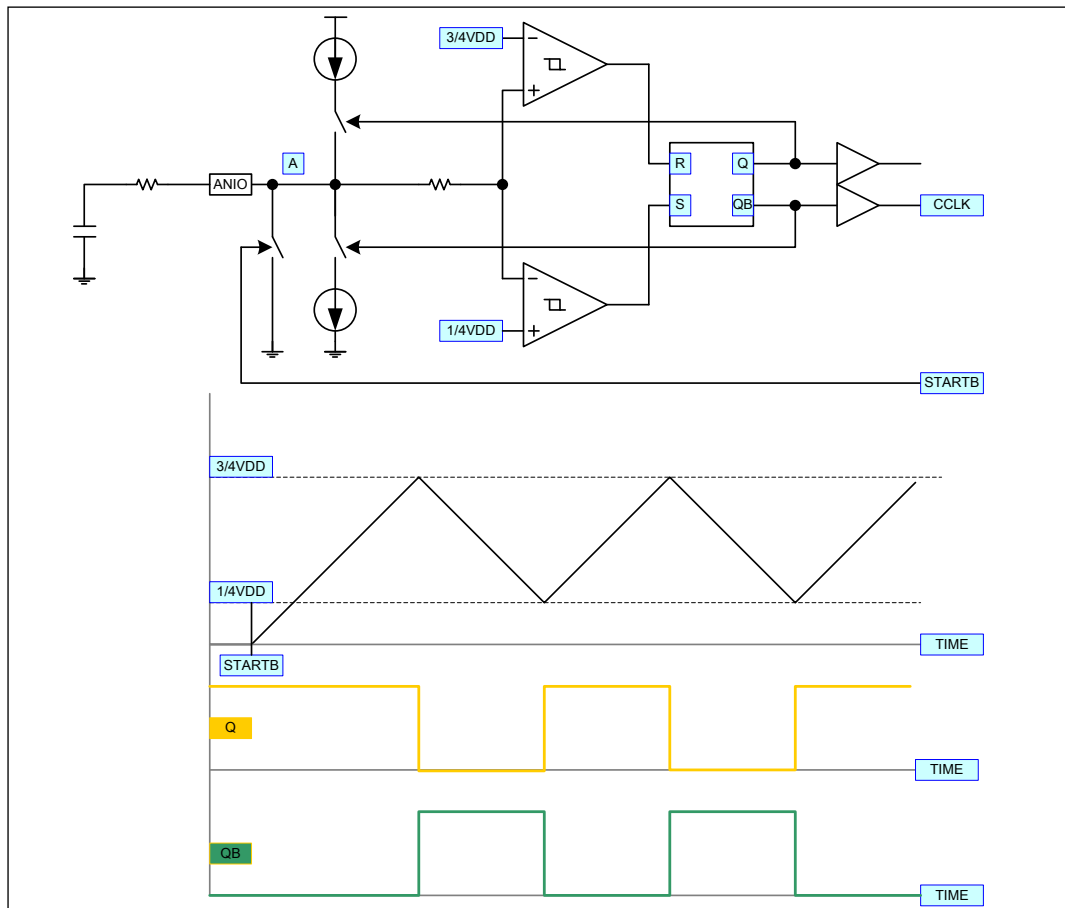 3/4VDD
−
+
A
ANIO
R
Q
S
QB
CCLK
−
1/4VDD
+
STARTB
3/4VDD
1/4VDD
STARTB
TIME
Q
TIME
QB
TIME